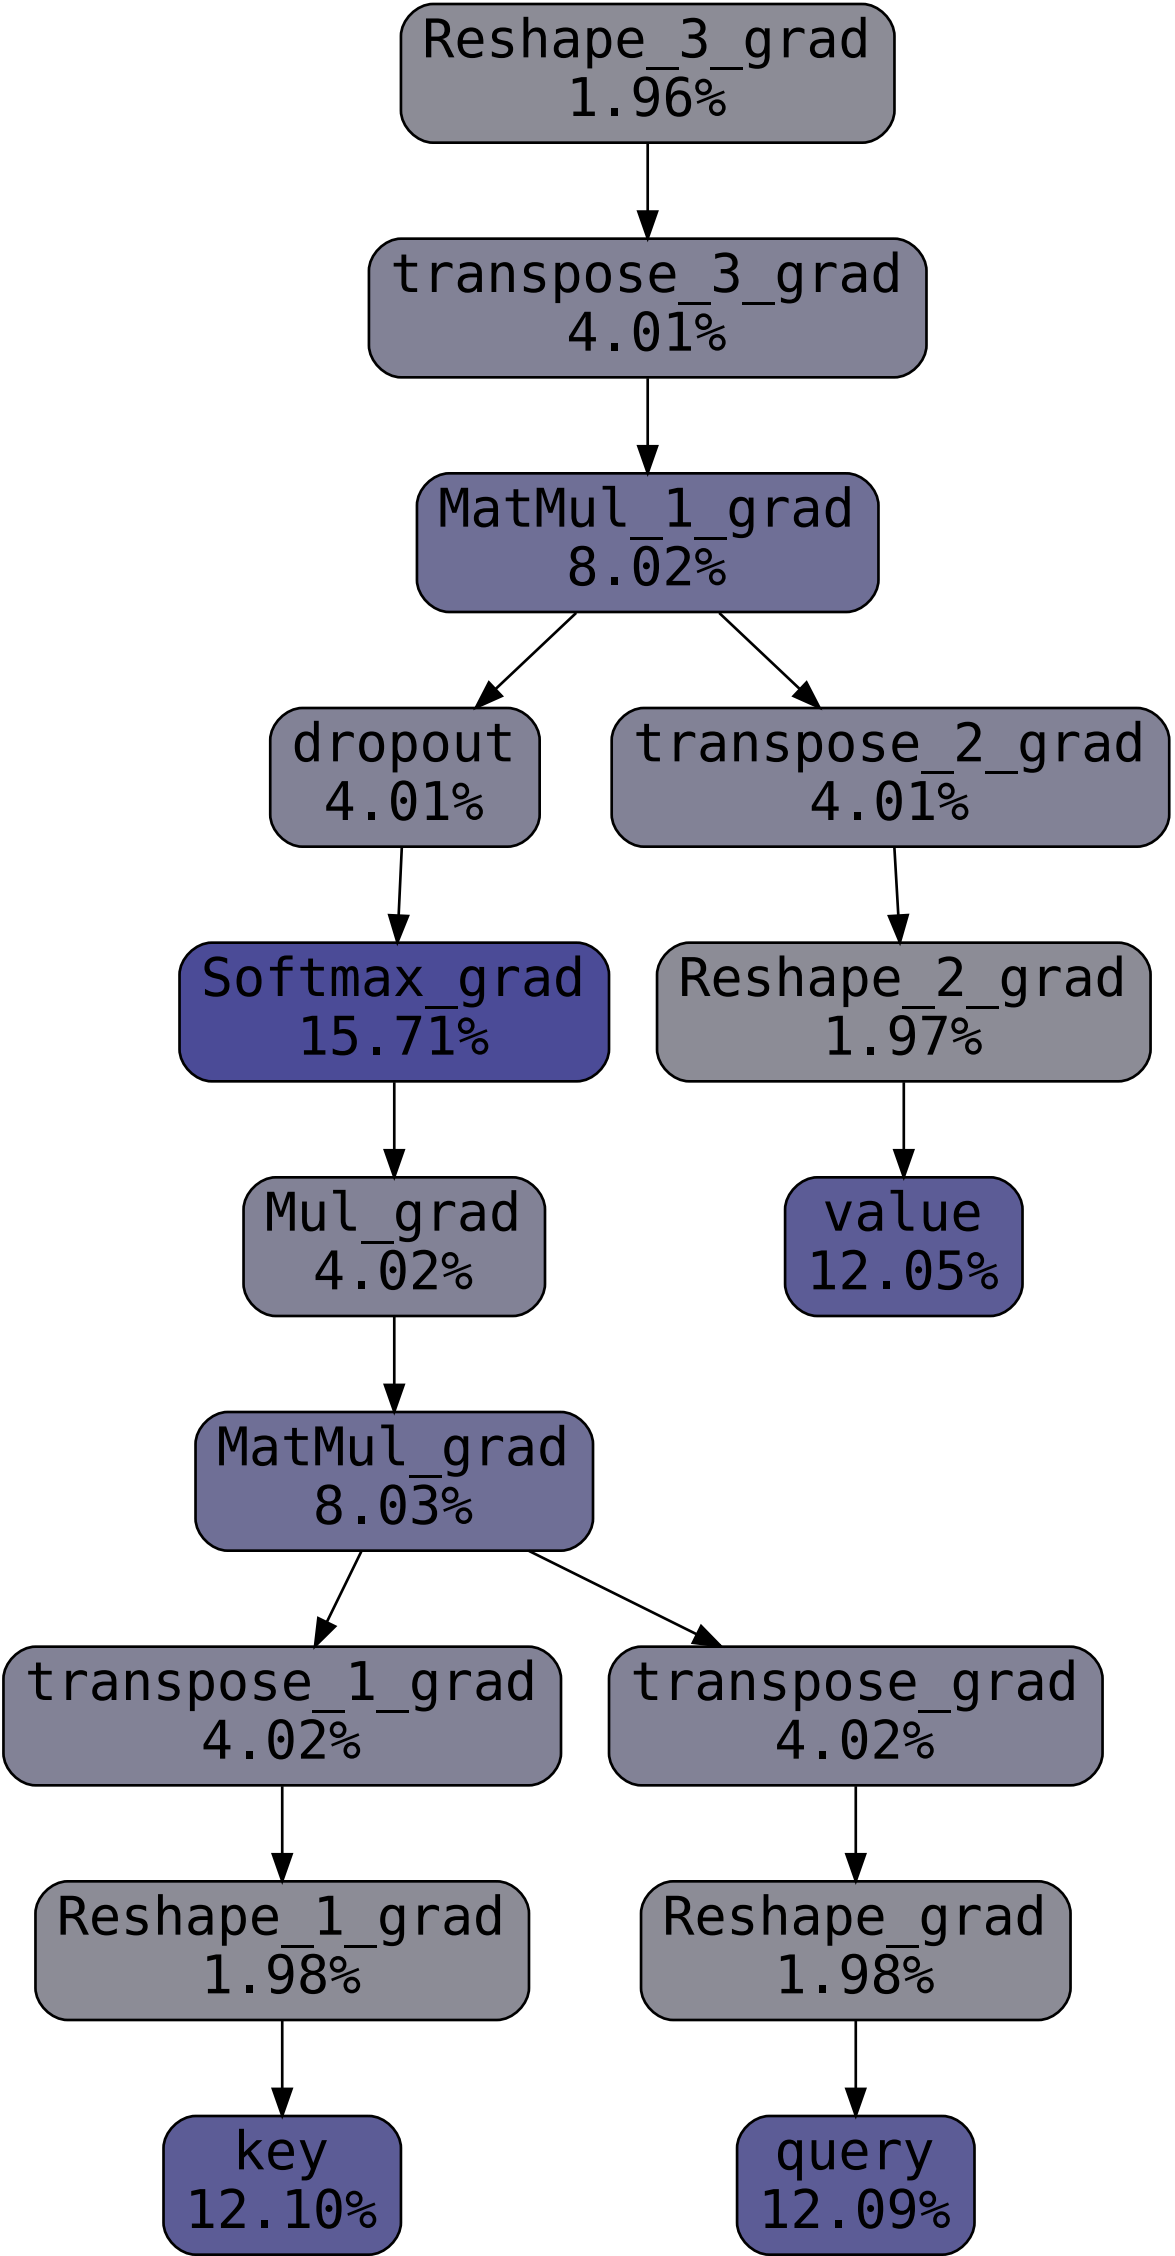 Reshape_3_grad
1.96%
transpose_3_grad
4.01%
MatMul_1_grad
8.02%
dropout
4.01%
transpose_2_grad
4.01%
Softmax_grad
15.71%
Reshape_2_grad
1.97%
Mul_grad
4.02%
value
12.05%
MatMul_grad
8.03%
transpose_1_grad
4.02%
transpose_grad
4.02%
Reshape_1_grad
1.98%
Reshape_grad
1.98%
key
12.10%
query
12.09%